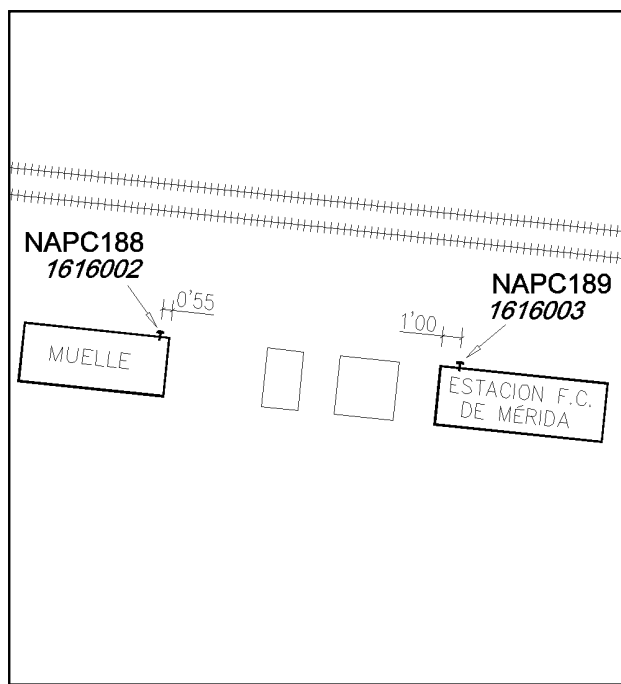 NAPC188
1616002
0'55
MUELLE
NAPC189
1616003
1'00
ESTACION F.C.
DE MÉRIDA